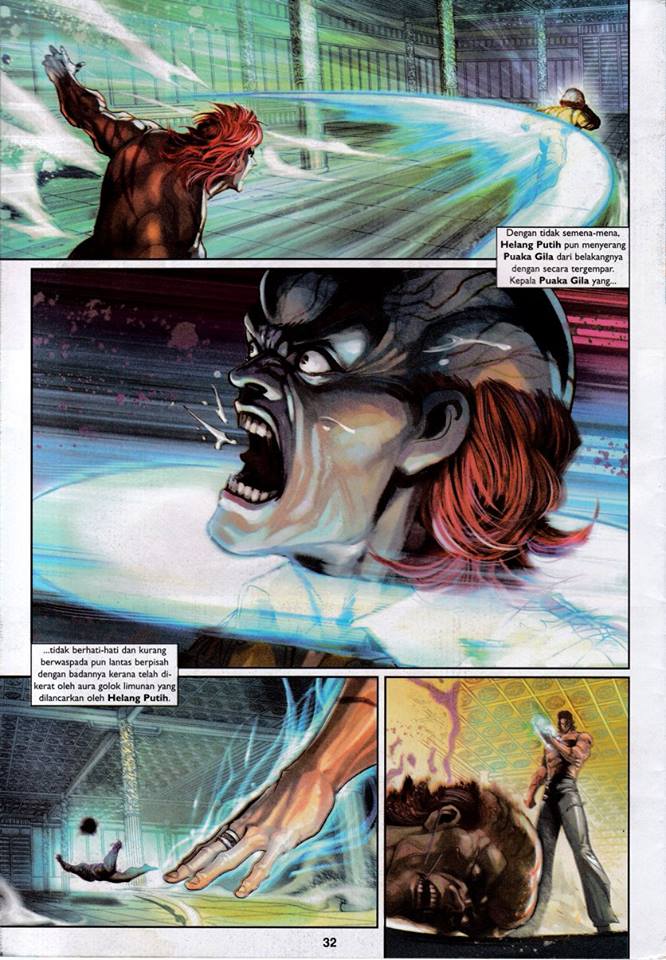 Dengan tidak semena-mena,
Helang Putih pun menyerang
Puaka Gila dari belakangnya
dengan secara tergempar.
Kepala Puaka Gila yang...
...tidak berhati-hati dan kurang
berwaspada pun lantas berpisah
dengan badannya kerana telah di-
kerat oleh aura golok limunan yang
dilancarkan oleh Helang Putih.
32